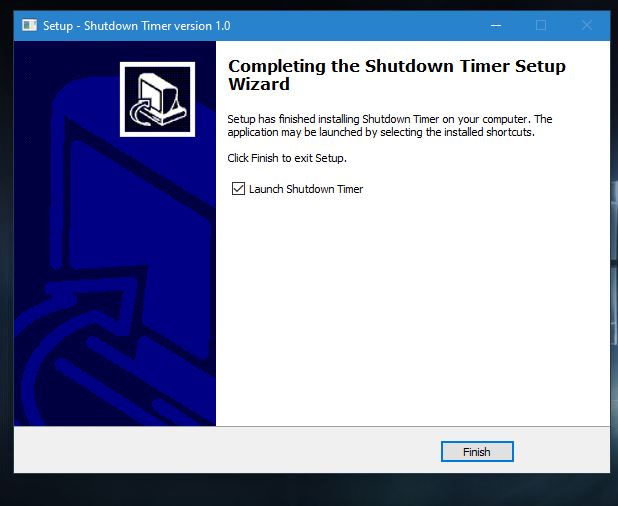 Setup - Shutdown Timer version 1.0
Completing the Shutdown Timer Setup
Wizard
Setup has finished installing Shutdown Timer on your computer. The
application may be launched by selecting the installed shortcuts.
Click Finish to exit Setup.
Launch Shutdown Timer
Finish